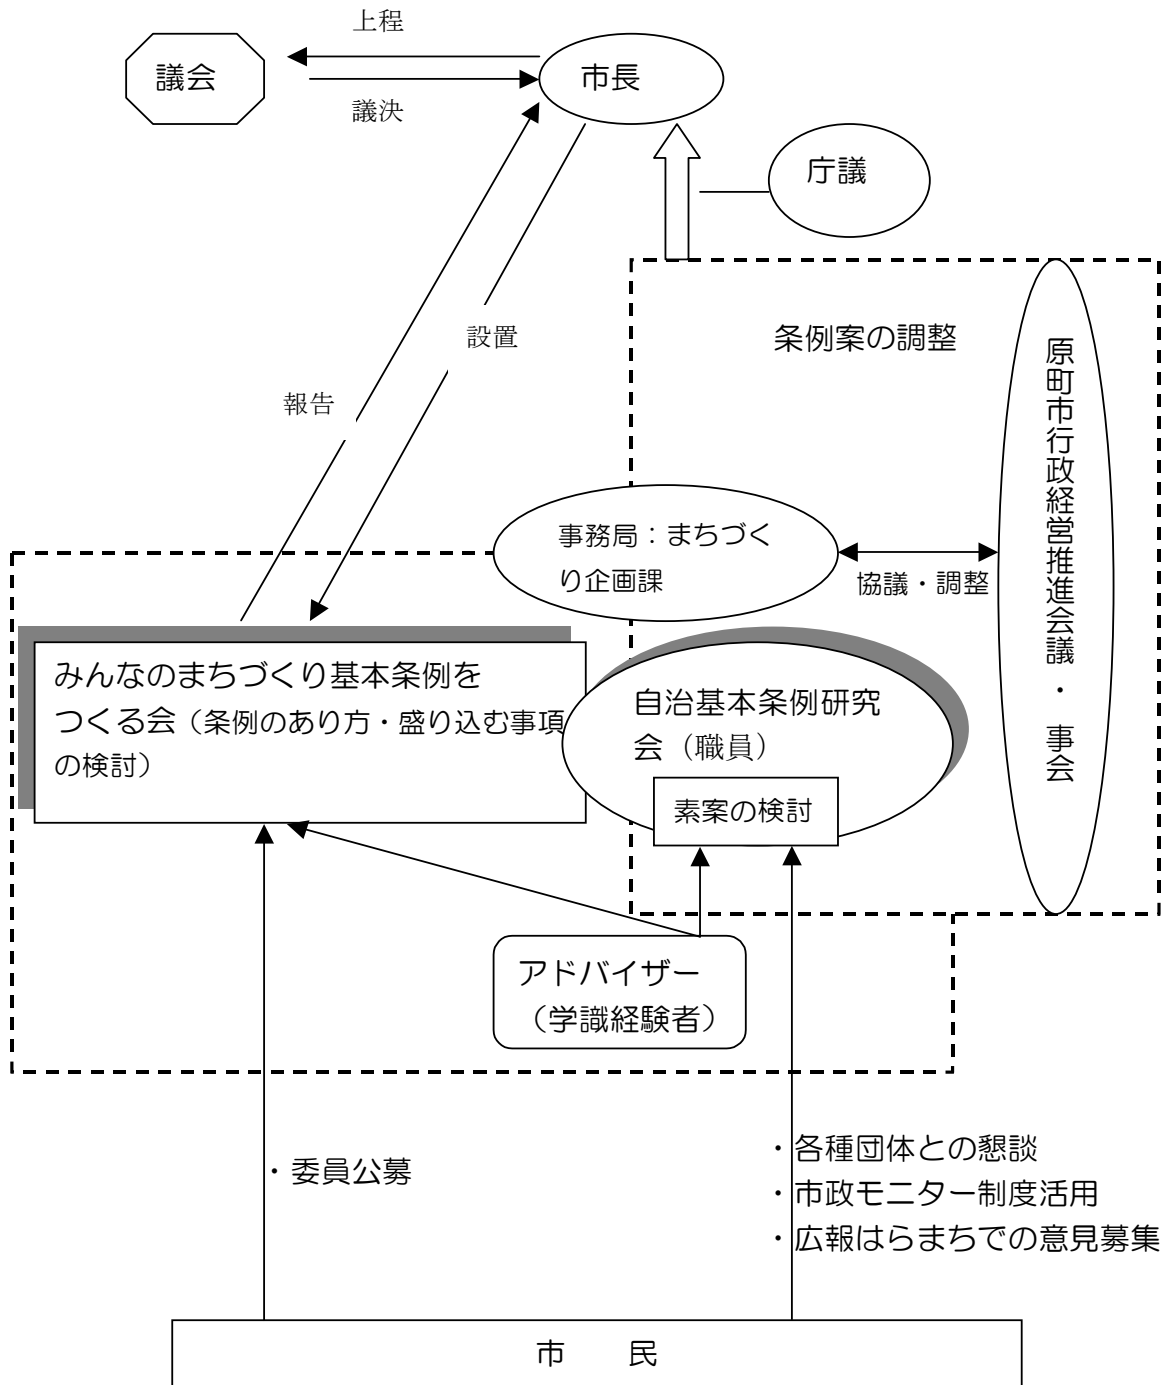 上程
議会
市長
議決
庁議
設置
条例案の調整
報告
原町市行政経営推進会議・　事会
事務局：まちづく
り企画課
協議・調整
みんなのまちづくり基本条例を
つくる会（条例のあり方・盛り込む事項
の検討）
自治基本条例研究
会（職員）
素案の検討
アドバイザー
（学識経験者）
・委員公募
・各種団体との懇談
・市政モニター制度活用
・広報はらまちでの意見募集
市　　民